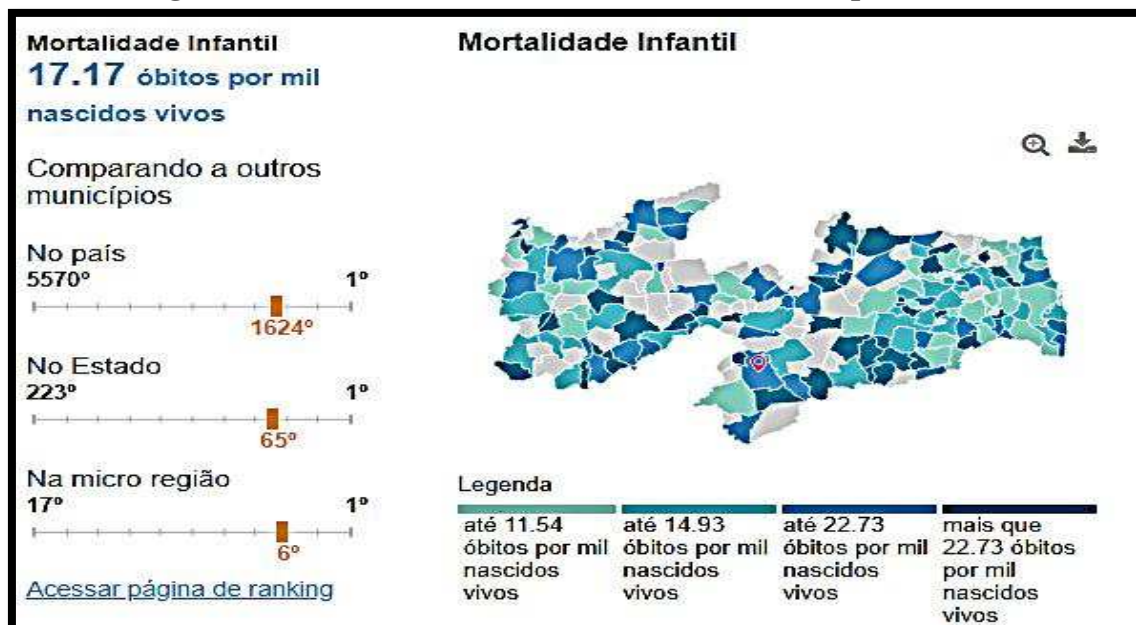 Mortalidade Infantil
17.17 óbitos por mil
nascidos vivos
Comparando a outros
municípios
No país
5570º 1º
1624º
No Estado
223º 1º
65º
Na micro região
17º 1º
6º
Acessar página de ranking
Mortalidade Infantil
Legenda
até 11.54
óbitos por mil
nascidos
vivos
até 14.93
óbitos por mil
nascidos
vivos
até 22.73
óbitos por mil
nascidos
vivos
mais que
22.73 óbitos
por mil
nascidos
vivos